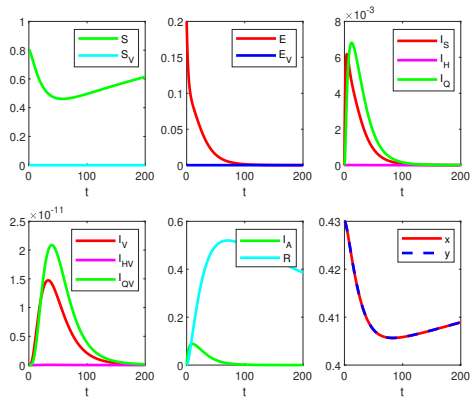 1
0.8
0.6
0.4
0.2
0
0 100 200
t
S
S_V
0.2
0.15
0.1
0.05
0
0 100 200
t
E
E_V
×10^-3
8
6
4
2
0
0 100 200
t
I_S
I_H
I_Q
×10^-11
2.5
2
1.5
1
0.5
0
0 100 200
t
I_V
I_HV
I_QV
0.6
0.4
0.2
0
0 100 200
t
I_A
R
0.43
0.42
0.41
0.4
0 100 200
t
x
y